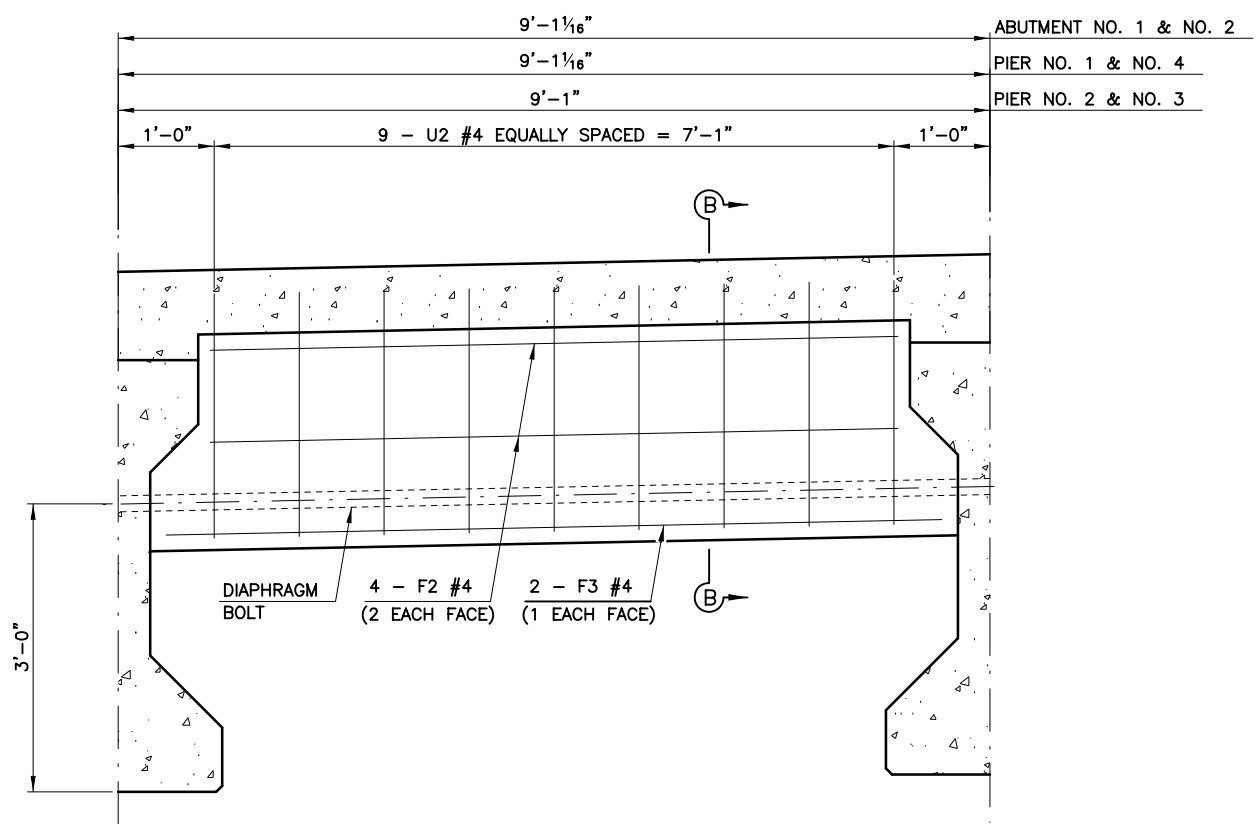 9'-1 1/16" ABUTMENT NO. 1 & NO. 2
9'-1 1/16" PIER NO. 1 & NO. 4
9'-1" PIER NO. 2 & NO. 3
1'-0" 9 - U2 #4 EQUALLY SPACED = 7'-1" 1'-0"
B
DIAPHRAGM
BOLT
4 - F2 #4
(2 EACH FACE)
2 - F3 #4
(1 EACH FACE)
B
3'-0"